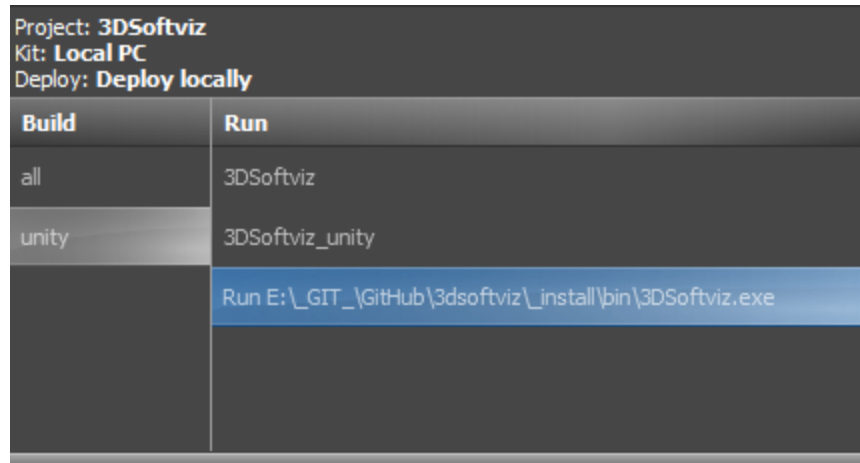 Project: 3DSoftviz
Kit: Local PC
Deploy: Deploy locally
Build
Run
all
3DSoftviz
unity
3DSoftviz_unity
Run E:\_GIT_\GitHub\3dsoftviz\_install\bin\3DSoftviz.exe